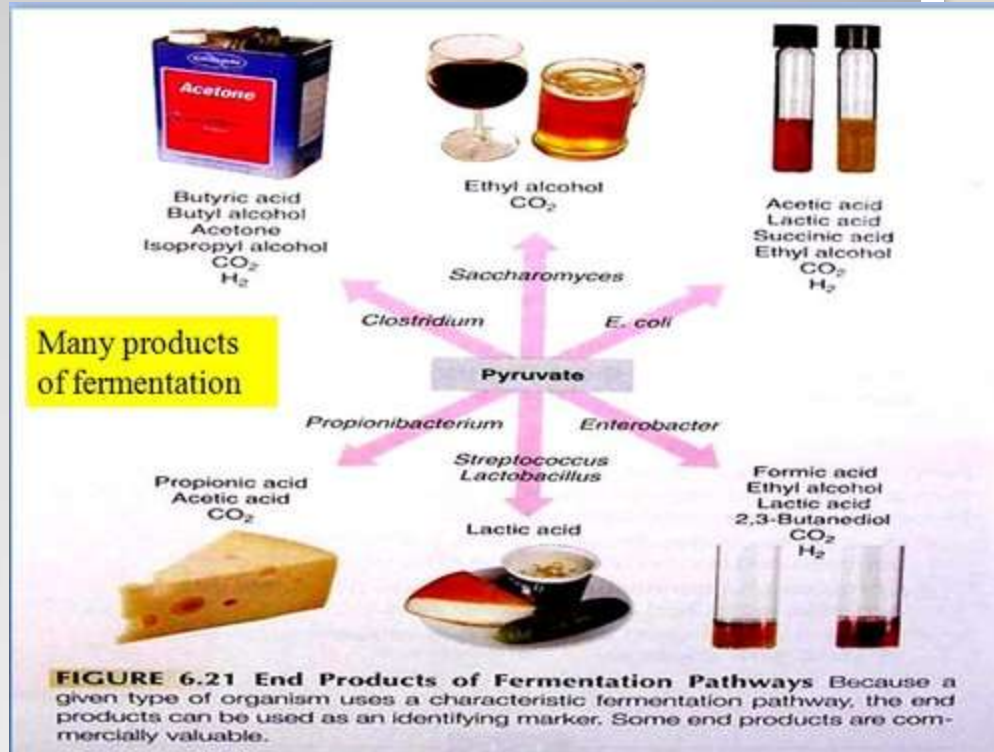 Acetone
Butyric acid
Butyl alcohol
Acetone
Isopropyl alcohol
CO₂
H₂
Ethyl alcohol
CO₂
Acetic acid
Lactic acid
Succinic acid
Ethyl alcohol
CO₂
H₂
Saccharomyces
Clostridium
E. coli
Many products
of fermentation
Pyruvate
Propionibacterium
Enterobacter
Streptococcus
Lactobacillus
Propionic acid
Acetic acid
CO₂
Lactic acid
Formic acid
Ethyl alcohol
Lactic acid
2,3-Butanediol
CO₂
H₂
FIGURE 6.21 End Products of Fermentation Pathways Because a
given type of organism uses a characteristic fermentation pathway, the end
products can be used as an identifying marker. Some end products are com-
mercially valuable.